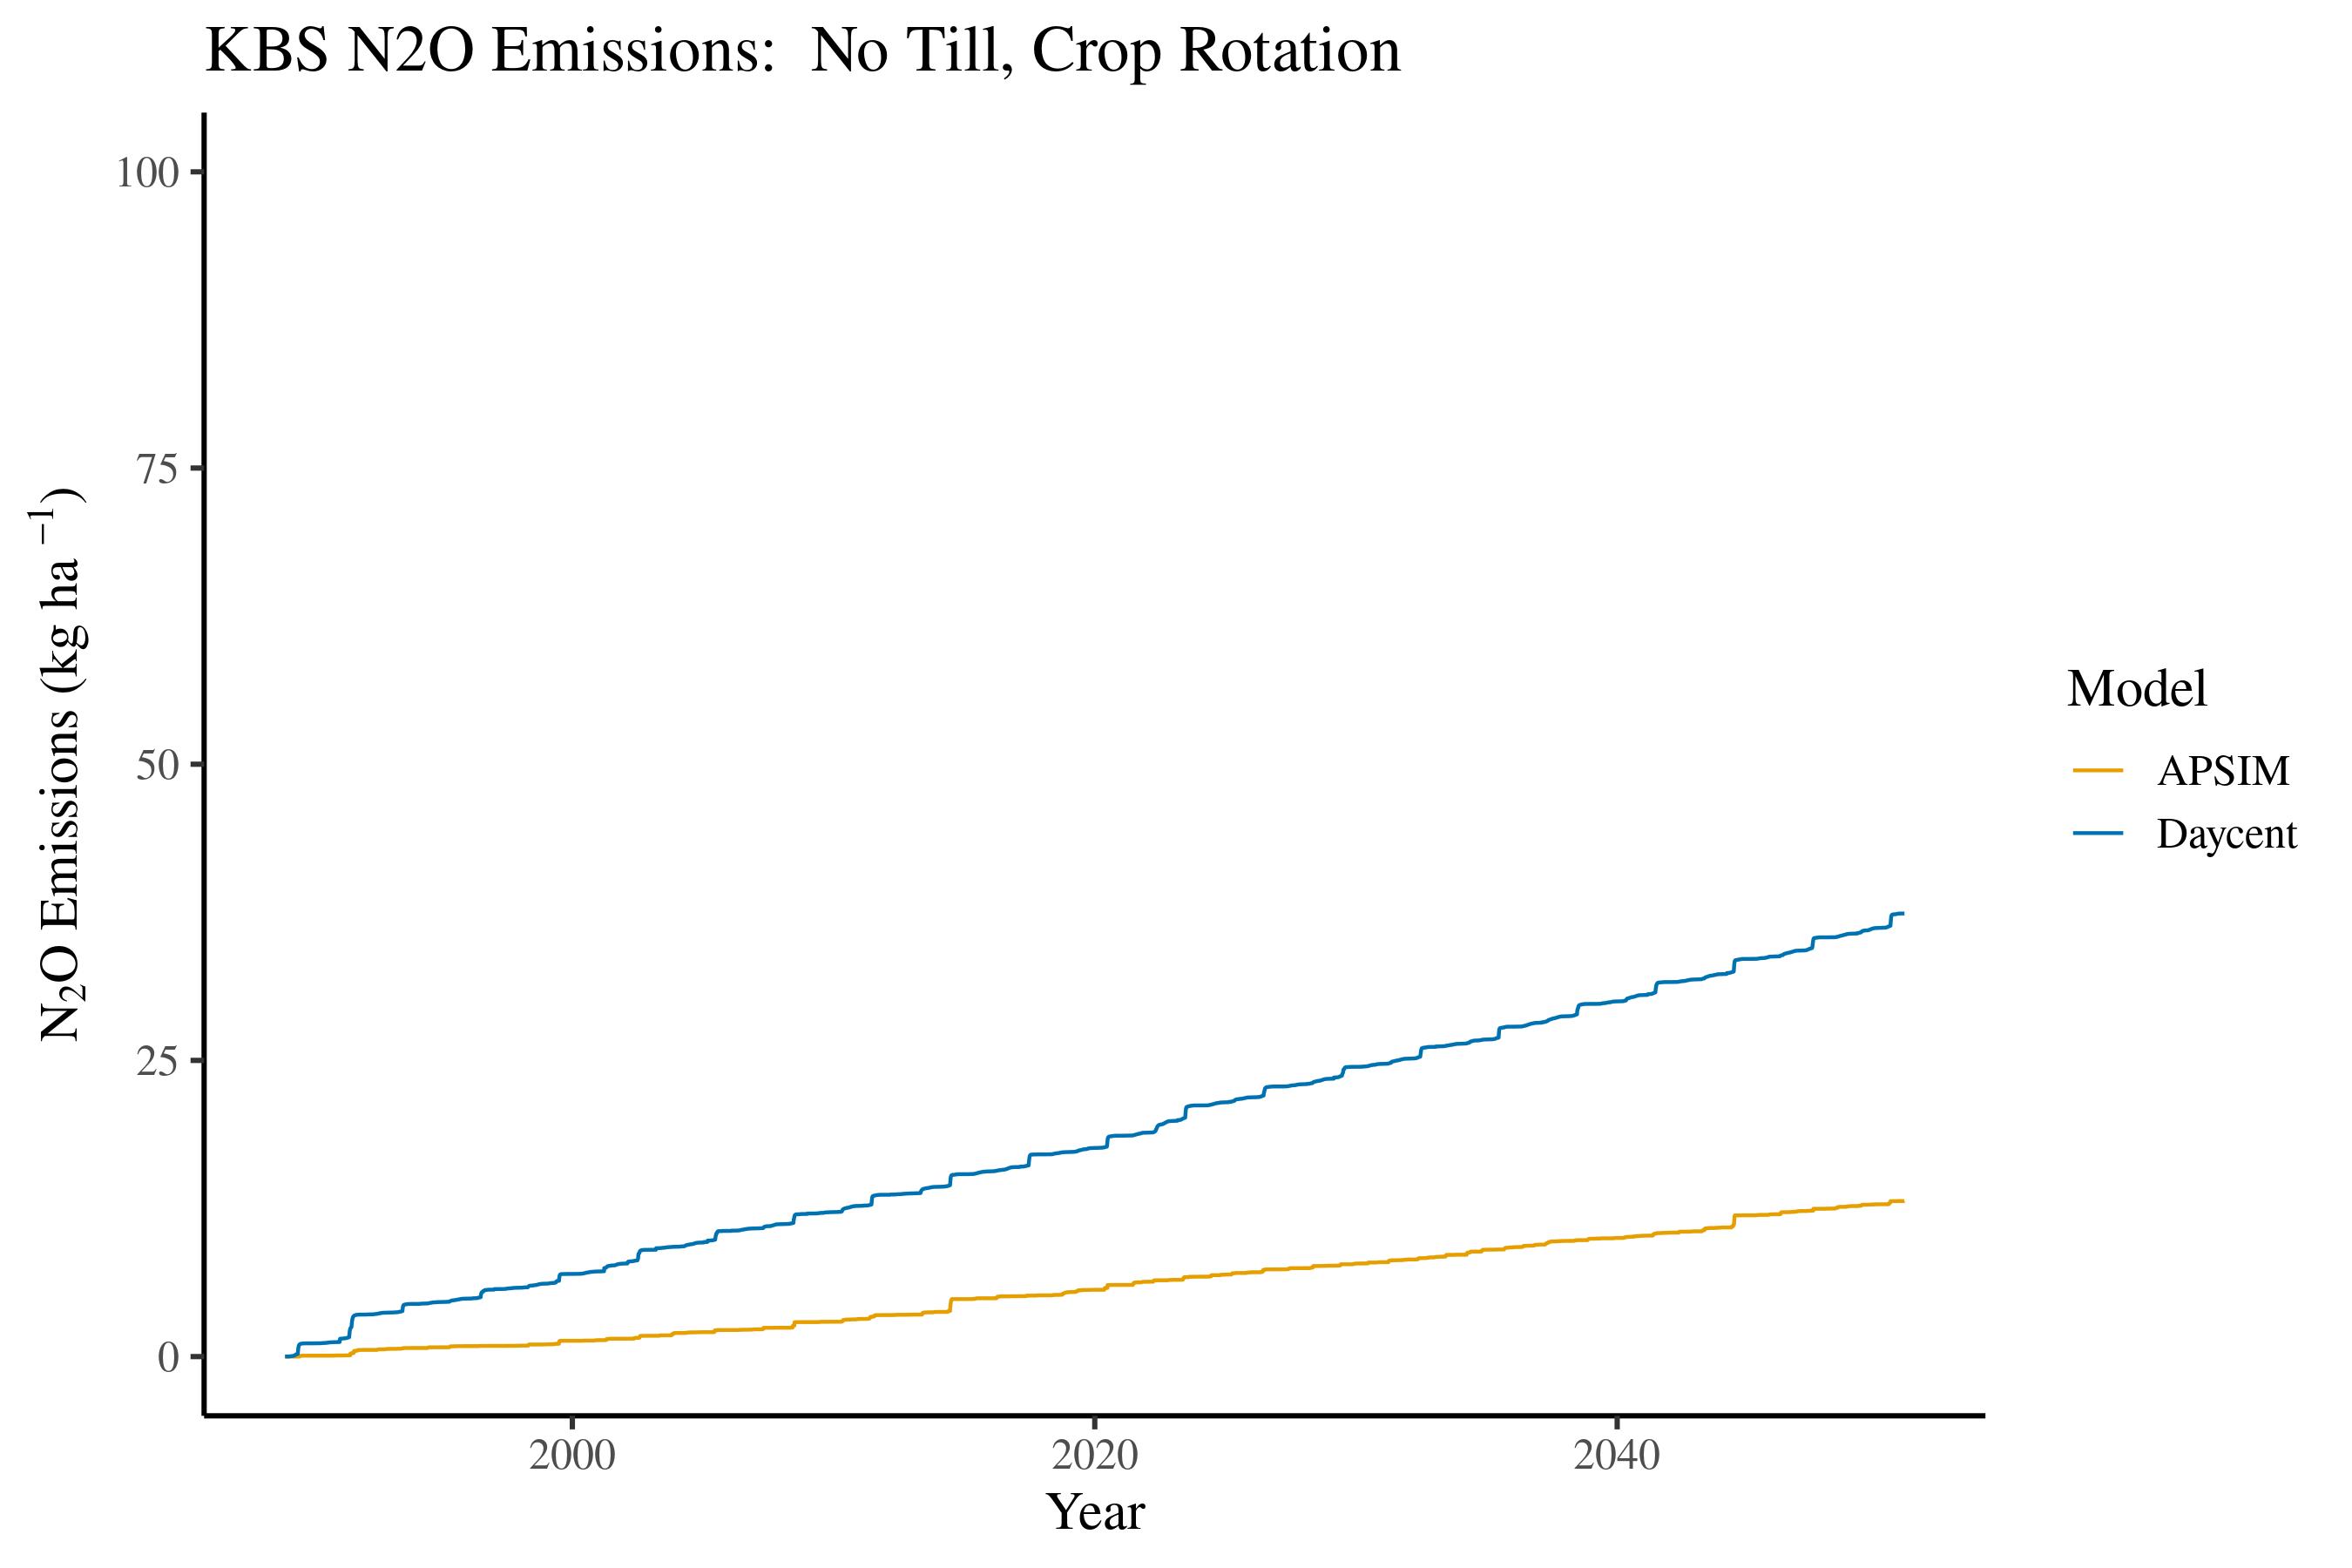 KBS N2O Emissions:  No Till, Crop Rotation
100
75
50
25
0
N₂O Emissions (kg ha⁻¹)
2000
2020
2040
Year
Model
APSIM
Daycent